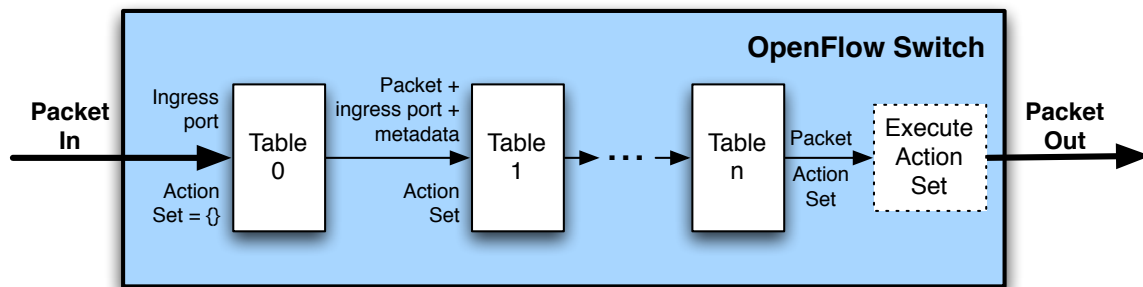 OpenFlow Switch
Packet
In
Ingress
port
Action
Set = {}
Table
0
Packet +
ingress port +
metadata
Action
Set
Table
1
...
Table
n
Packet
Action
Set
Execute
Action
Set
Packet
Out